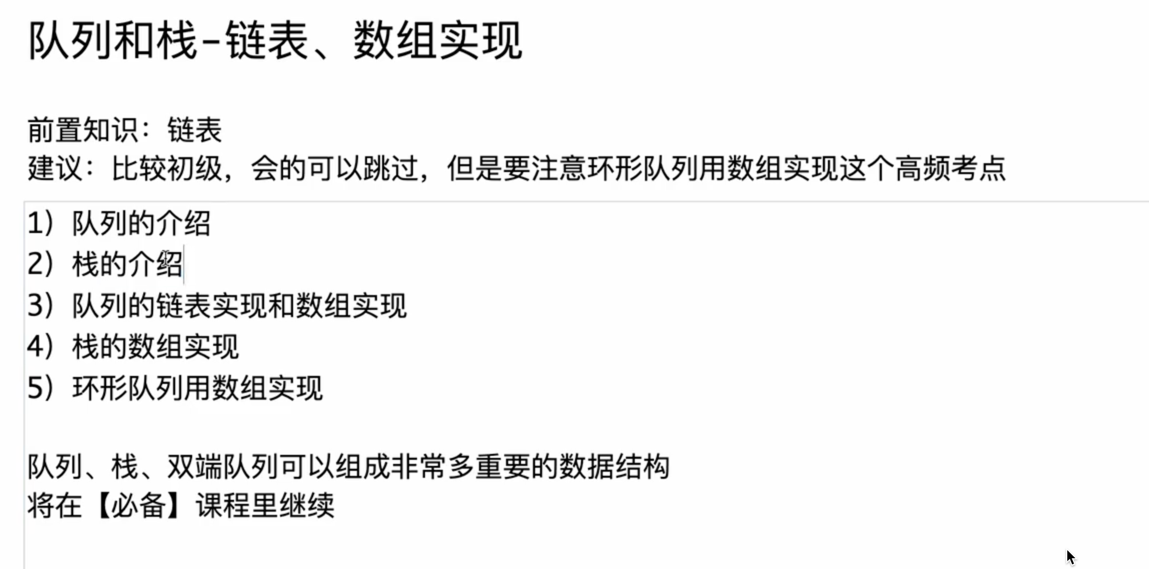 队列和栈-链表、数组实现
前置知识：链表
建议：比较初级，会的可以跳过，但是要注意环形队列用数组实现这个高频考点
1）队列的介绍
2）栈的介绍
3）队列的链表实现和数组实现
4）栈的数组实现
5）环形队列用数组实现
队列、栈、双端队列可以组成非常多重要的数据结构
将在【必备】课程里继续